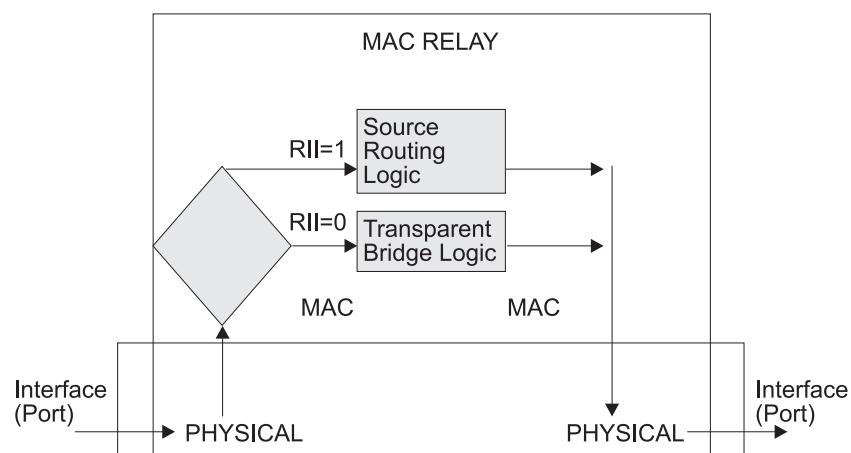 MAC RELAY
RII=1
Source
Routing
Logic
RII=0
Transparent
Bridge Logic
MAC
MAC
Interface
(Port)
PHYSICAL
PHYSICAL
Interface
(Port)